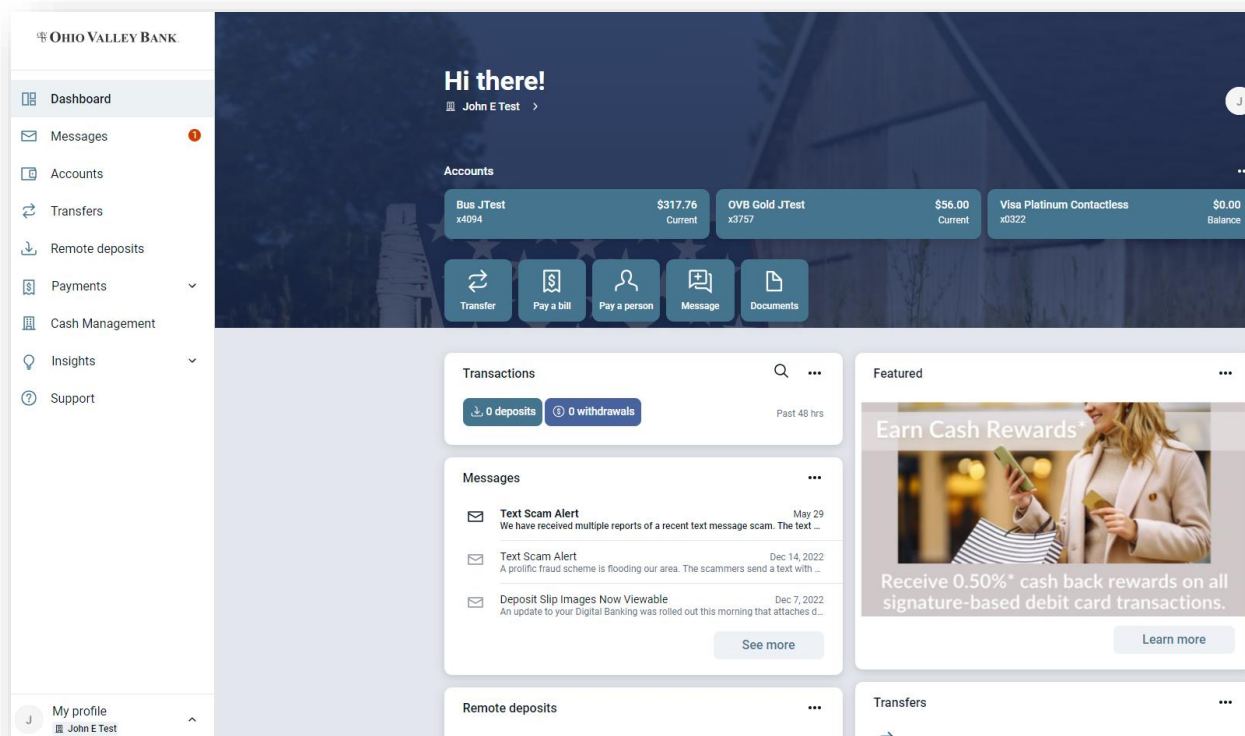 OHIO VALLEY BANK
Dashboard
Messages
1
Accounts
Transfers
Remote deposits
Payments
Cash Management
Insights
Support
J
My profile
John E Test
Hi there!
John E Test
J
Accounts
Bus JTest $317.76
x4094 Current
OVB Gold JTest $56.00
x3757 Current
Visa Platinum Contactless $0.00
x0322 Balance
Transfer
Pay a bill
Pay a person
Message
Documents
Transactions
0 deposits
0 withdrawals
Past 48 hrs
Messages
Text Scam Alert May 29
We have received multiple reports of a recent text message scam. The text ...
Text Scam Alert Dec 14, 2022
A prolific fraud scheme is flooding our area. The scammers send a text with ...
Deposit Slip Images Now Viewable Dec 7, 2022
An update to your Digital Banking was rolled out this morning that attaches d...
See more
Remote deposits
Featured
Earn Cash Rewards*
Receive 0.50%* cash back rewards on all
signature-based debit card transactions.
Learn more
Transfers